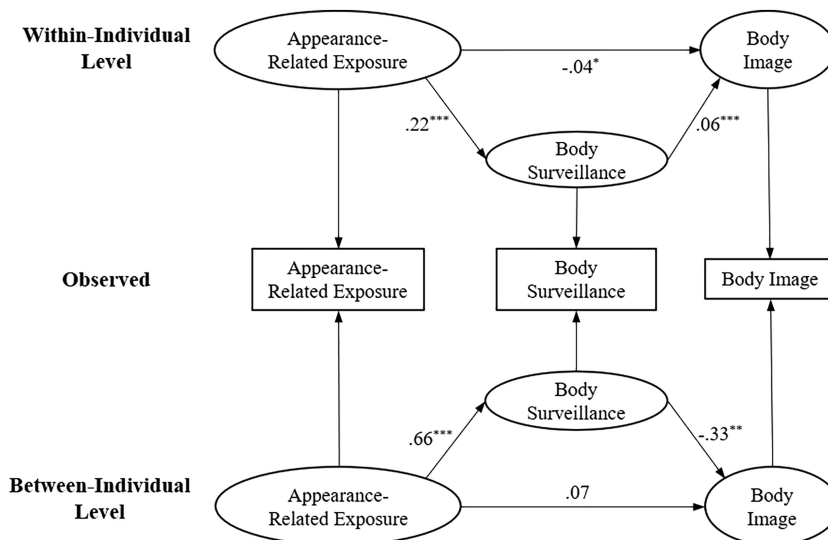 Within-Individual
Level
Appearance-
Related Exposure
Body
Image
-.04*
.22***
.06***
Body
Surveillance
Observed
Appearance-
Related Exposure
Body
Surveillance
Body Image
Body
Surveillance
.66***
-.33**
Between-Individual
Level
Appearance-
Related Exposure
.07
Body
Image